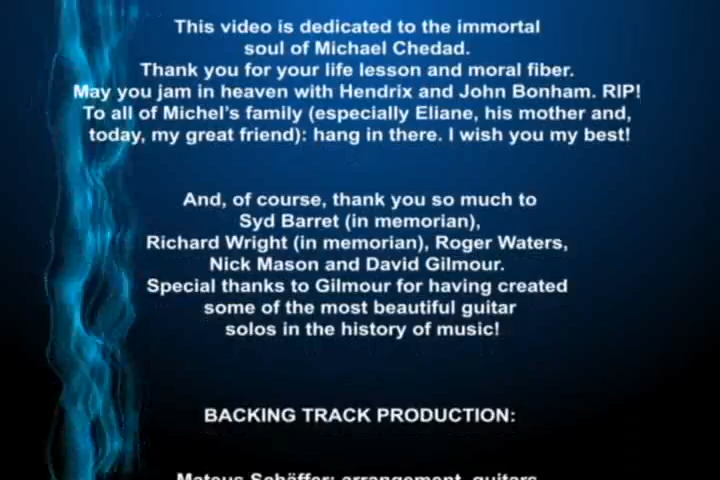 This video is dedicated to the immortal
soul of Michael Chedad.
Thank you for your life lesson and moral fiber.
May you jam in heaven with Hendrix and John Bonham. RIP!
To all of Michel's family (especially Eliane, his mother and,
today, my great friend): hang in there. I wish you my best!
And, of course, thank you so much to
Syd Barret (in memorian),
Richard Wright (in memorian), Roger Waters,
Nick Mason and David Gilmour.
Special thanks to Gilmour for having created
some of the most beautiful guitar
solos in the history of music!
BACKING TRACK PRODUCTION:
Mateus Schäffer: arrangement, guitars